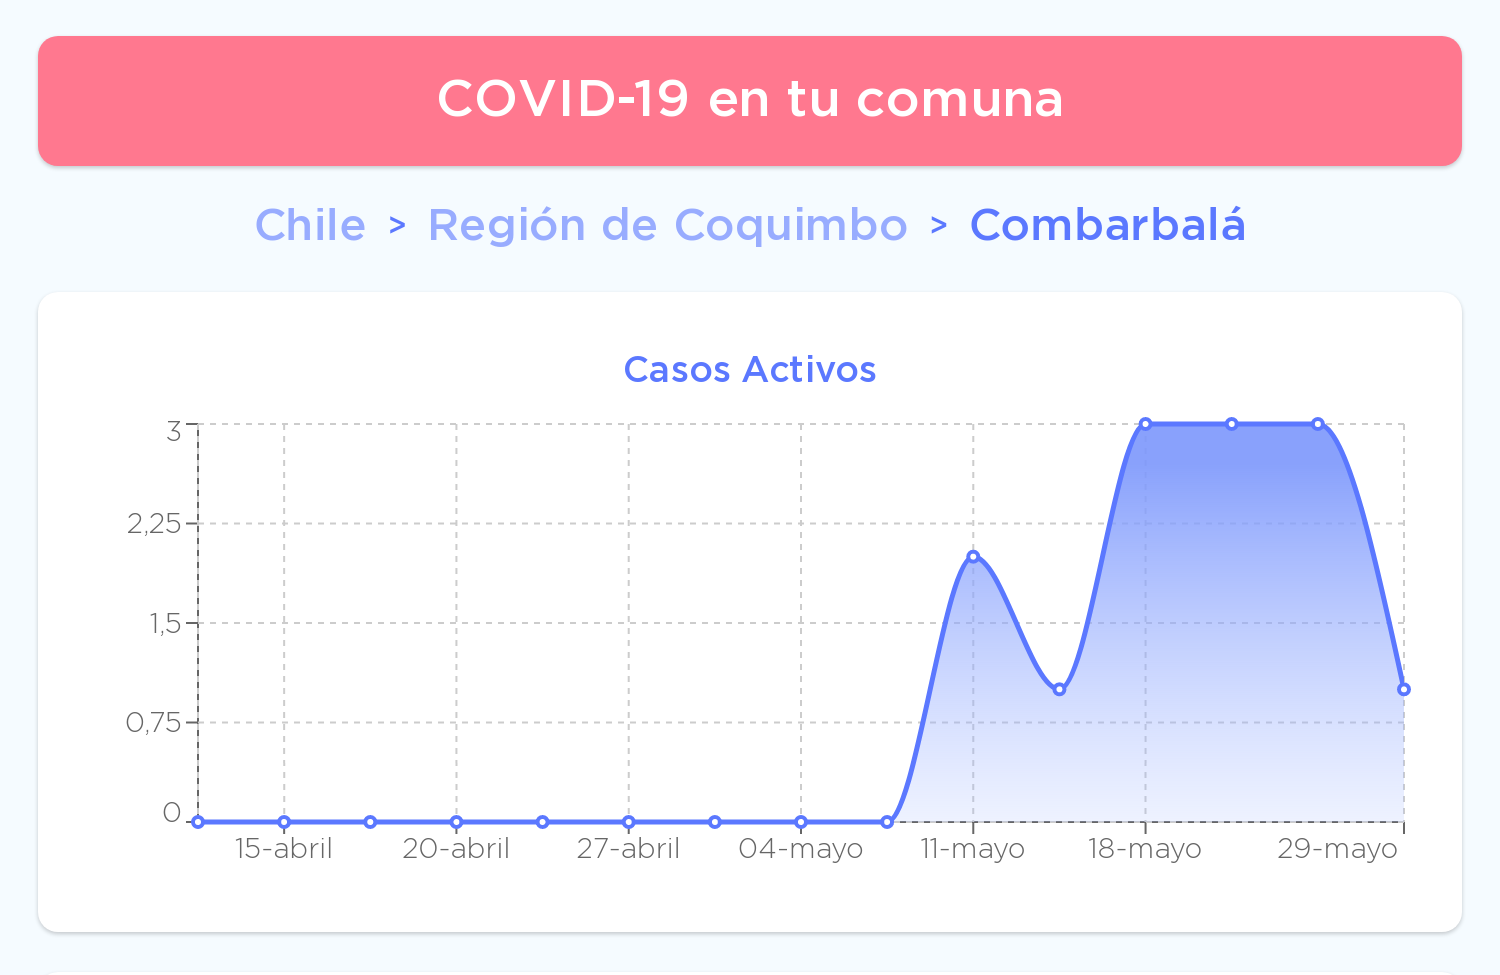 COVID-19 en tu comuna
Chile > Región de Coquimbo > Combarbalá
Casos Activos
3
2,25
1,5
0,75
0
15-abril 20-abril 27-abril 04-mayo 11-mayo 18-mayo 29-mayo